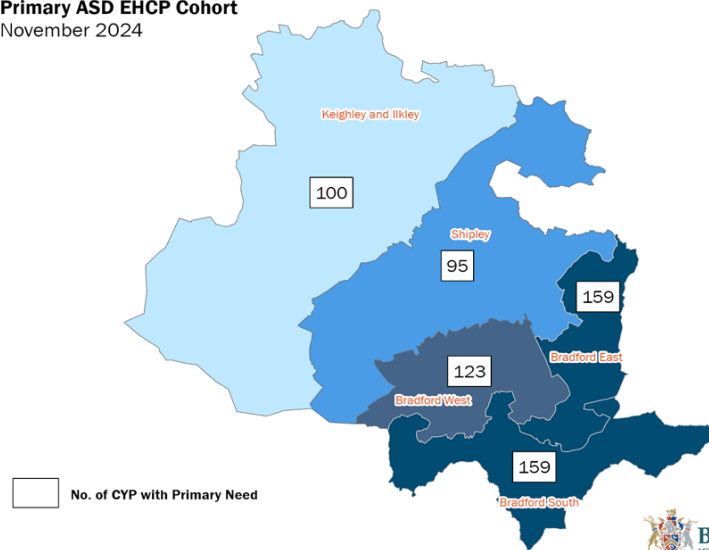 Primary ASD EHCP Cohort
November 2024
Keighley and Ilkley
100
Shipley
95
159
Bradford East
123
Bradford West
159
Bradford South
No. of CYP with Primary Need